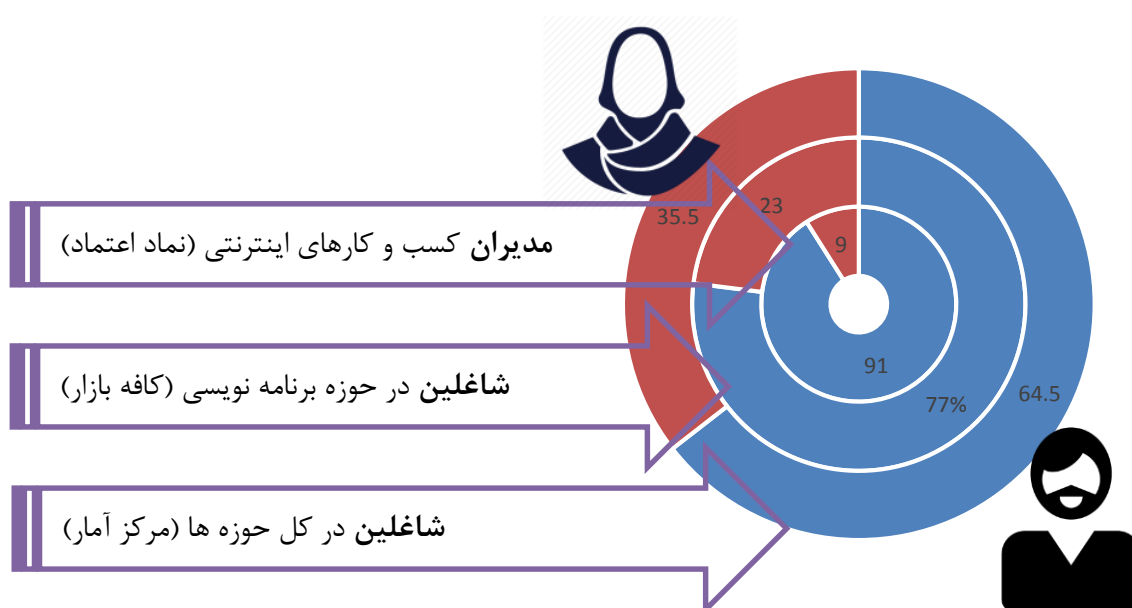 مدیران کسب و کارهای اینترنتی (نماد اعتماد)
شاغلین در حوزه برنامه نویسی (کافه بازار)
شاغلین در کل حوزه ها (مرکز آمار)
35.5
23
9
91
77%
64.5